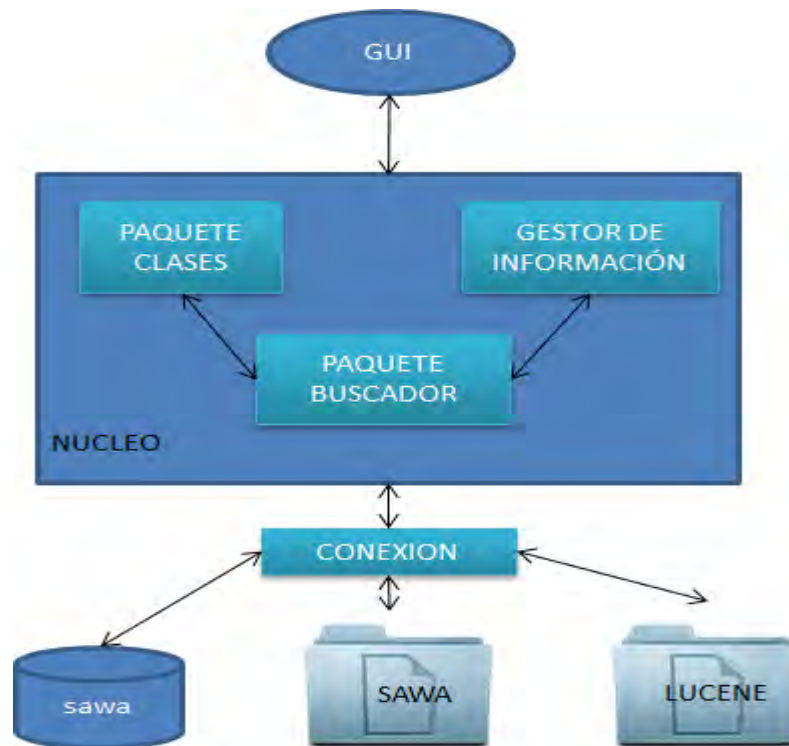 GUI
PAQUETE
CLASES
GESTOR DE
INFORMACIÓN
PAQUETE
BUSCADOR
NUCLEO
CONEXION
sawa
SAWA
LUCENE